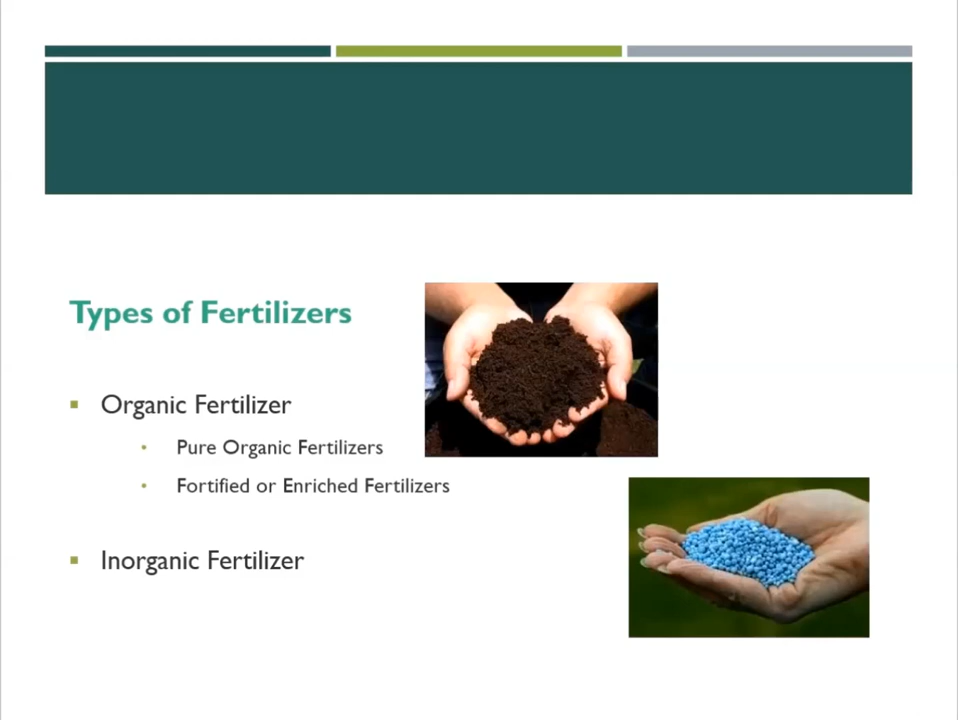 Types of Fertilizers
Organic Fertilizer
Pure Organic Fertilizers
Fortified or Enriched Fertilizers
Inorganic Fertilizer